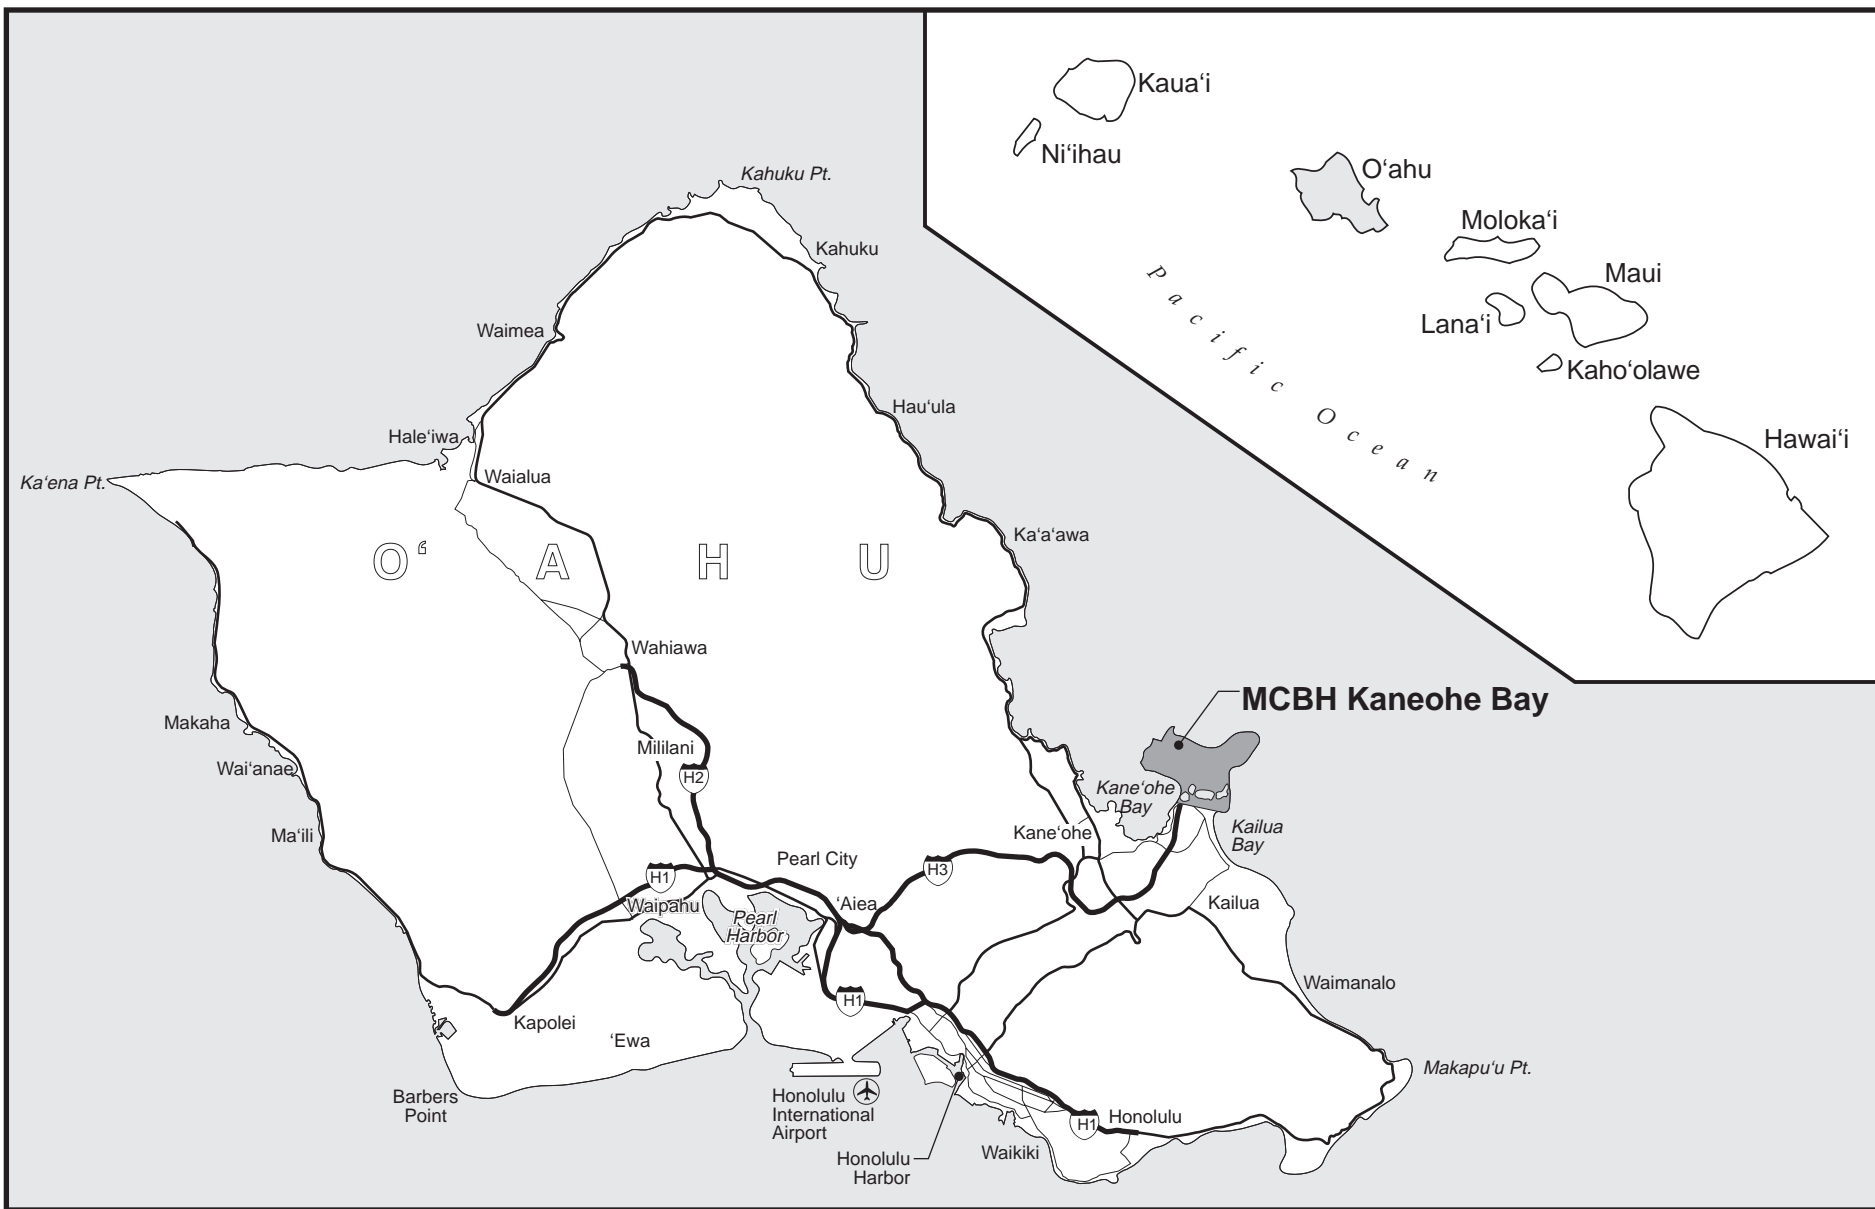 Kaua‘i
Ni‘ihau
O‘ahu
Moloka‘i
Maui
Lana‘i
Kaho‘olawe
Hawai‘i
Pacific Ocean
Kahuku Pt.
Kahuku
Waimea
Hau‘ula
Hale‘iwa
Waialua
Ka‘ena Pt.
Ka‘a‘awa
O‘ A H U
Wahiawa
MCBH Kaneohe Bay
Makaha
Mililani
Wai‘anae
H2
Kane‘ohe
Bay
Ma‘ili
Kane‘ohe
Kailua
Bay
Pearl City
H3
H1
‘Aiea
Waipahu
Kailua
Pearl
Harbor
Waimanalo
H1
Kapolei
‘Ewa
Makapu‘u Pt.
Barbers
Point
Honolulu
International
Airport
H1
Honolulu
Waikiki
Honolulu
Harbor